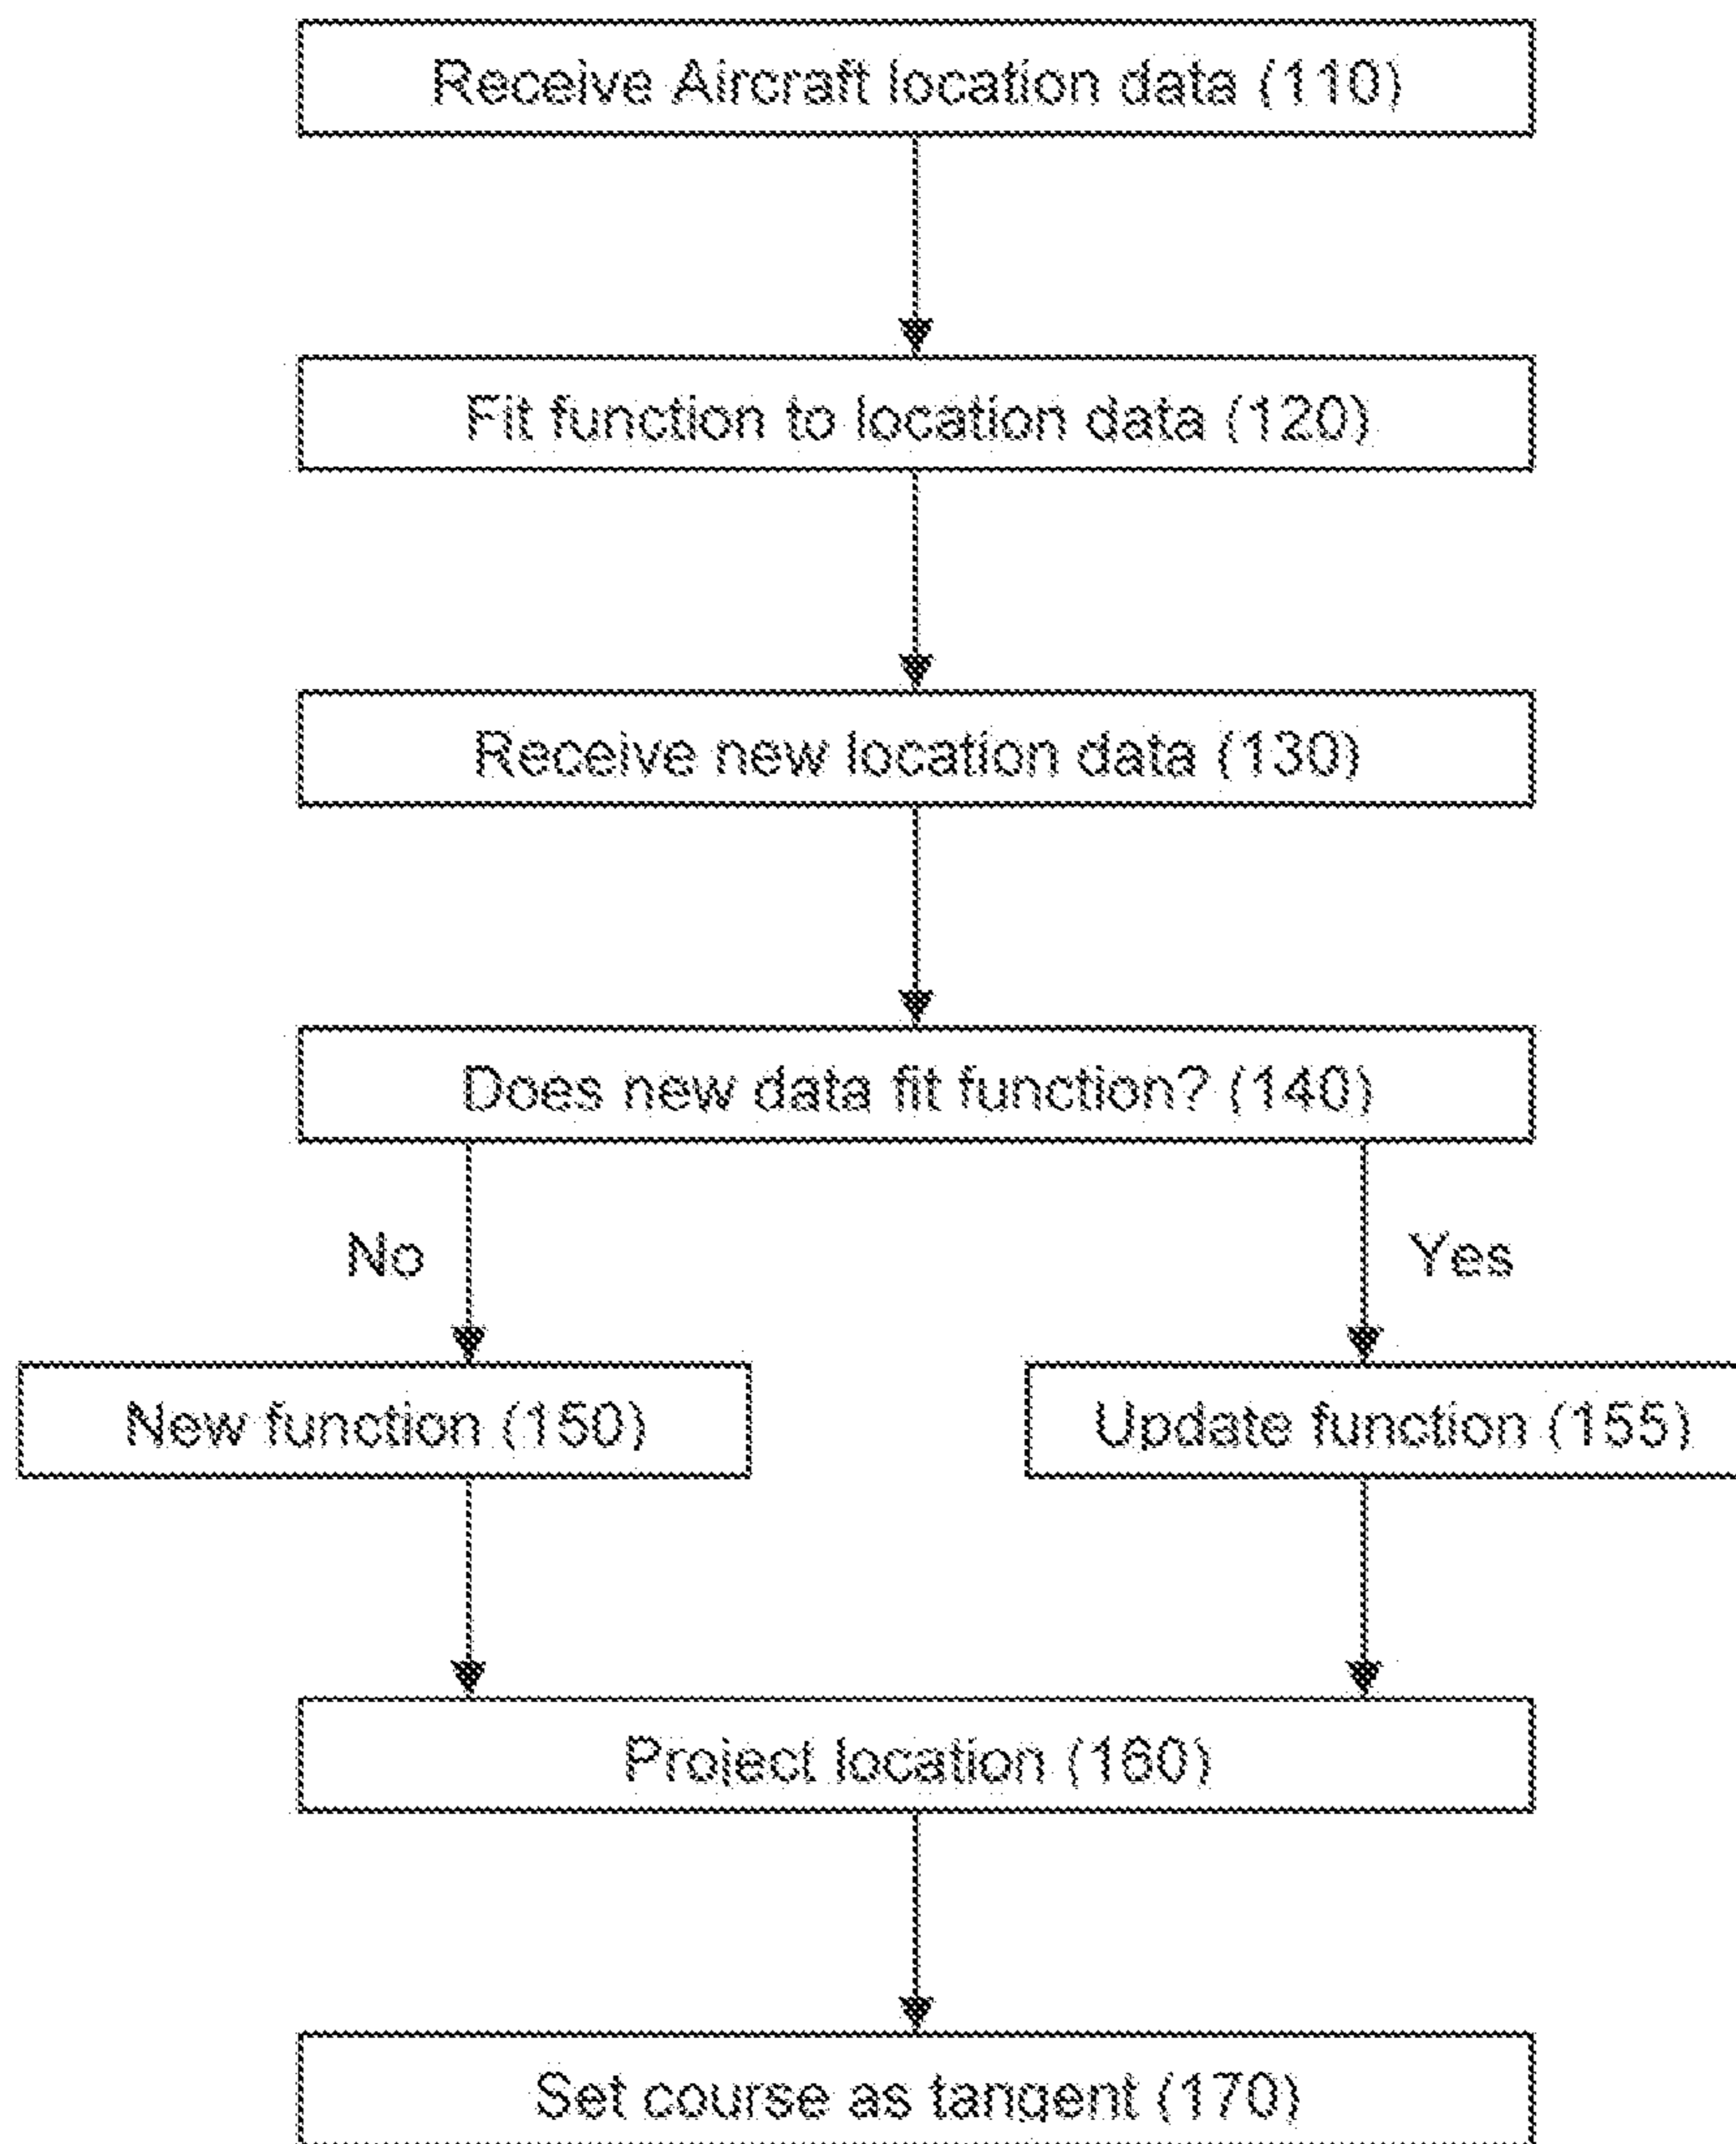 Receive Aircraft location data (110)
Fit function to location data (120)
Receive new location data (130)
Does new data fit function? (140)
No
Yes
New function (150)
Update function (155)
Project location (160)
Set course as tangent (170)